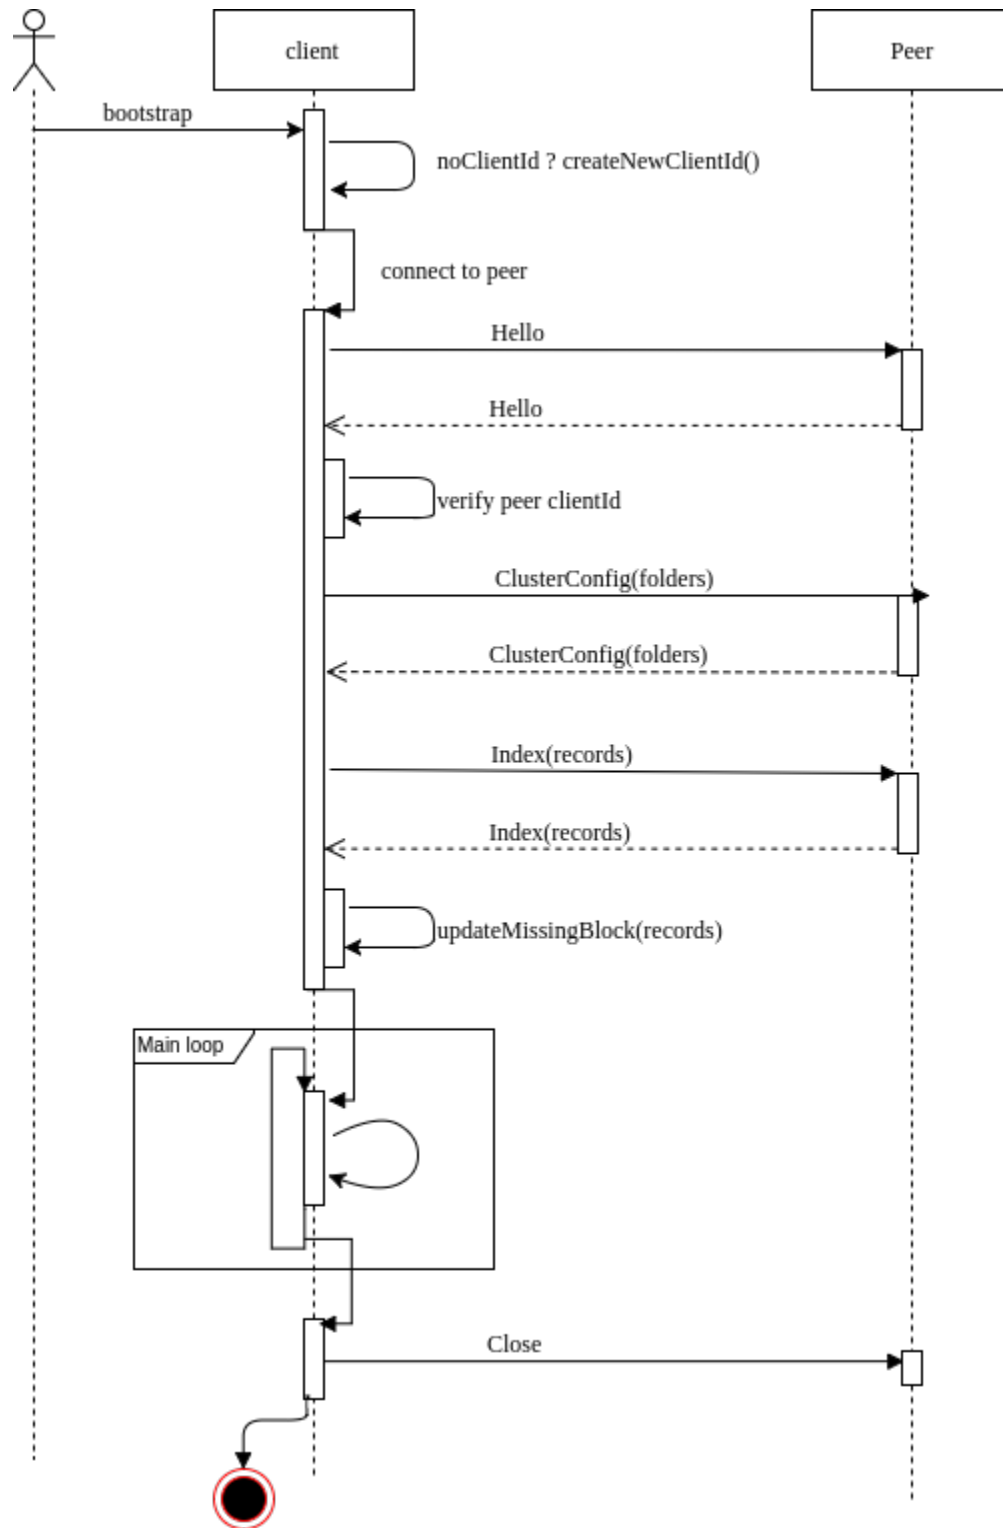 client
Peer
bootstrap
noClientId ? createNewClientId()
connect to peer
Hello
Hello
verify peer clientId
ClusterConfig(folders)
ClusterConfig(folders)
Index(records)
Index(records)
updateMissingBlock(records)
Main loop
Close